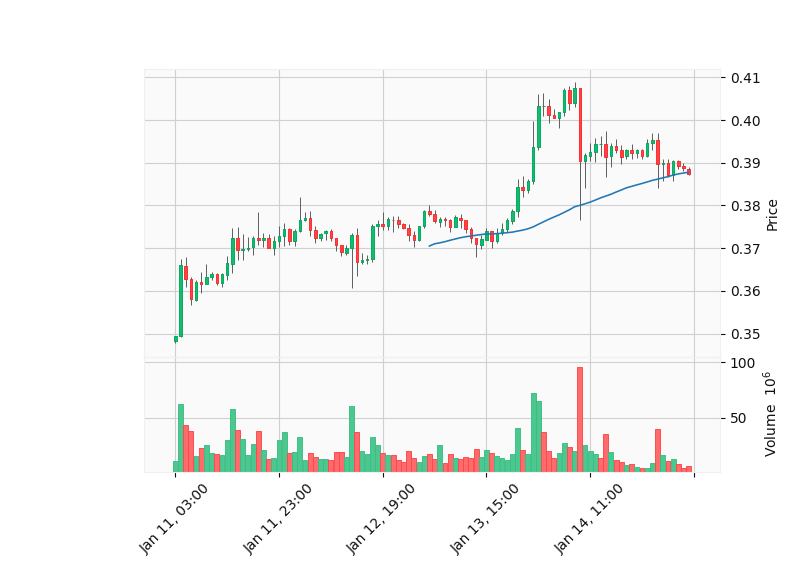 0.41
0.40
0.39
0.38
0.37
0.36
0.35
Price
100
50
Volume 10^6
Jan 11, 03:00
Jan 11, 23:00
Jan 12, 19:00
Jan 13, 15:00
Jan 14, 11:00